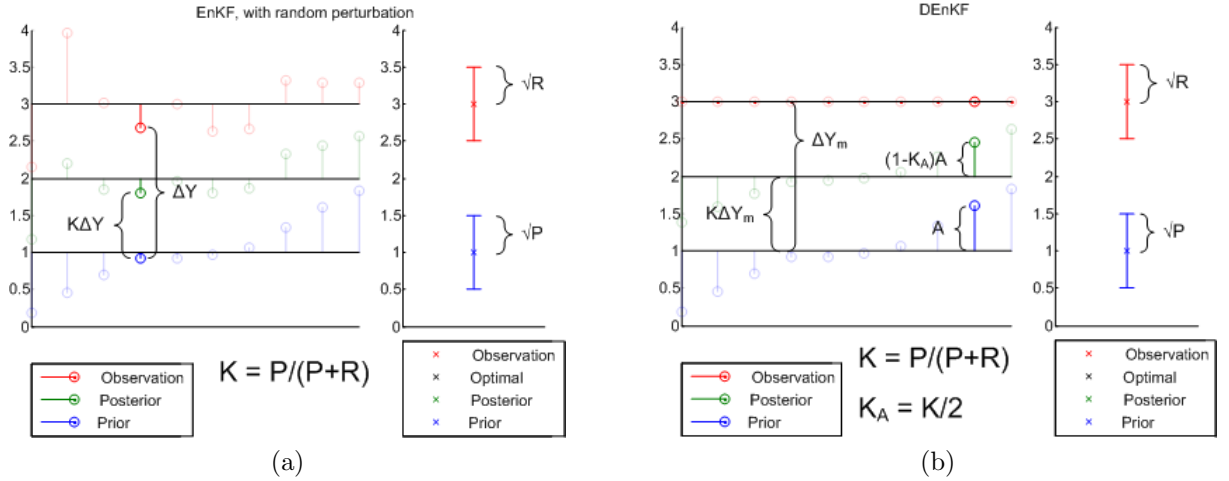 EnKF, with random perturbation
4
3.5
3
2.5
2
1.5
1
0.5
0
ΔY
KΔY
4
3.5
3
2.5
2
1.5
1
0.5
0
√R
√P
Observation
Posterior
Prior
K = P/(P+R)
Observation
Optimal
Posterior
Prior
(a)
DEnKF
4
3.5
3
2.5
2
1.5
1
0.5
0
ΔYm
(1-KA)A
KΔYm
A
4
3.5
3
2.5
2
1.5
1
0.5
0
√R
√P
Observation
Posterior
Prior
K = P/(P+R)
KA = K/2
Observation
Optimal
Posterior
Prior
(b)